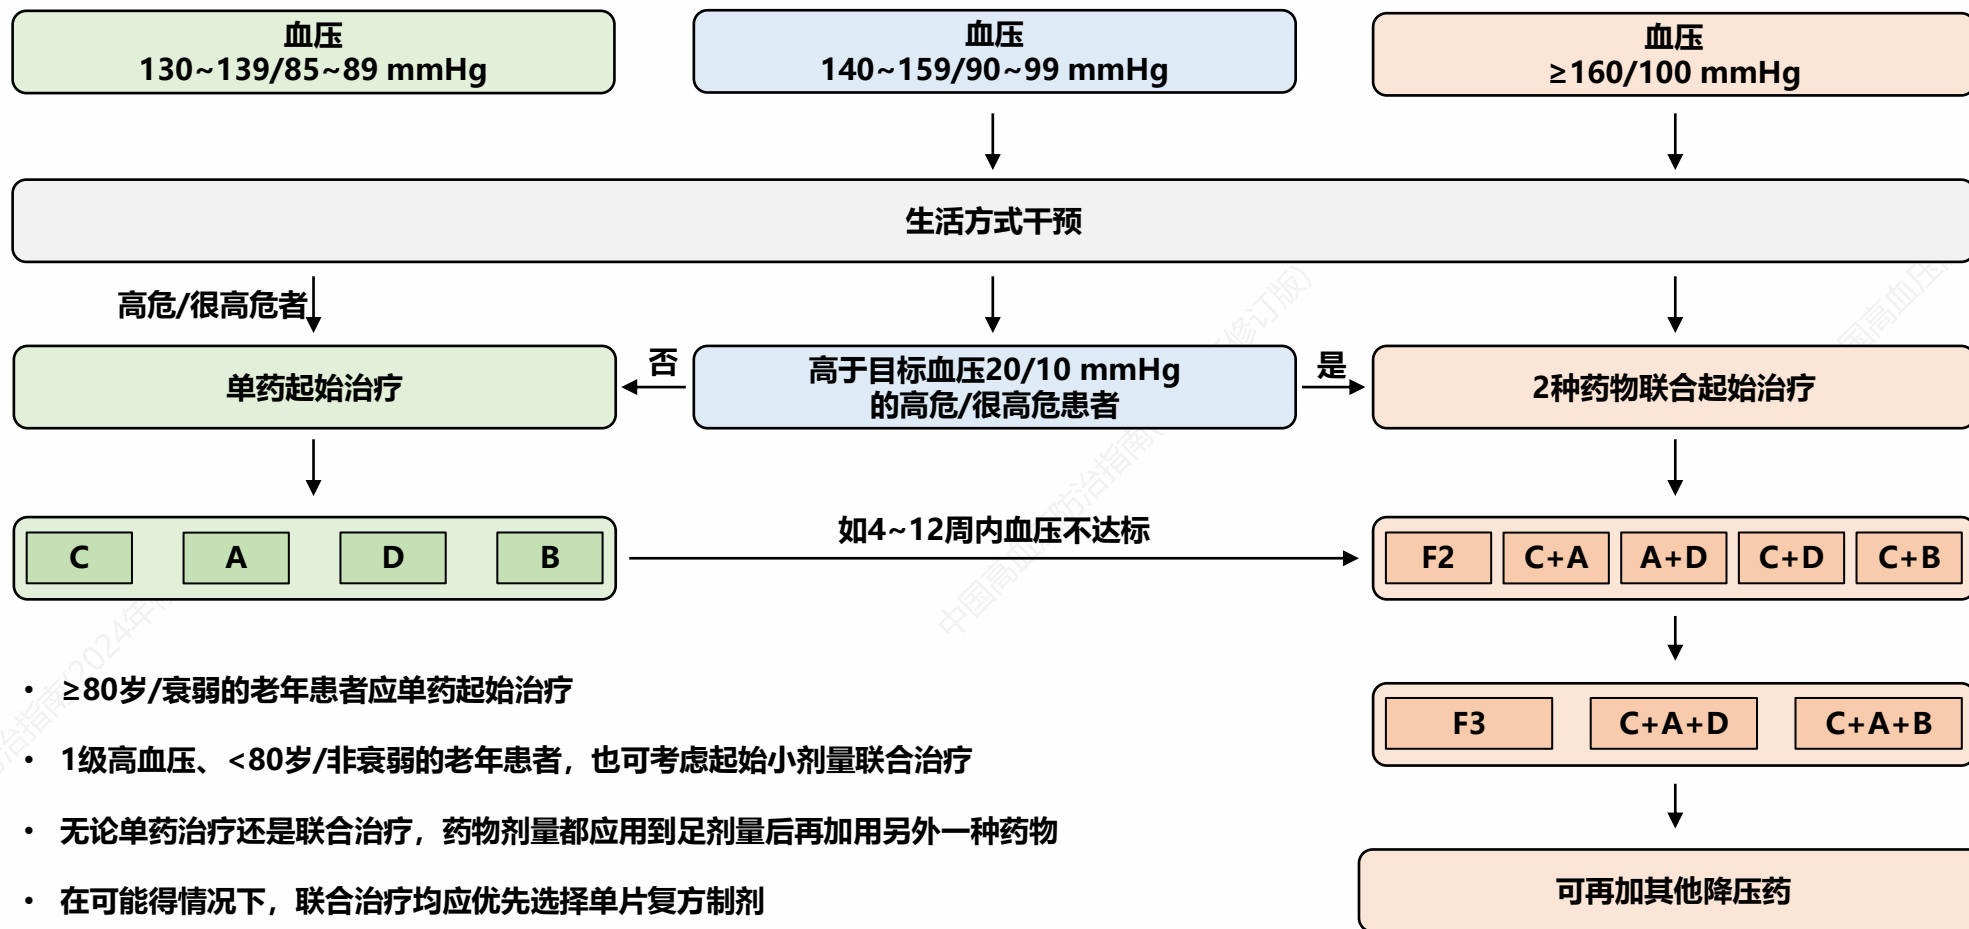 血压
130~139/85~89 mmHg
血压
140~159/90~99 mmHg
血压
≥160/100 mmHg
生活方式干预
高危/很高危者
单药起始治疗
否
高于目标血压20/10 mmHg
的高危/很高危患者
是
2种药物联合起始治疗
C
A
D
B
如4~12周内血压不达标
F2
C+A
A+D
C+D
C+B
F3
C+A+D
C+A+B
可再加其他降压药
• ≥80岁/衰弱的老年患者应单药起始治疗
• 1级高血压、<80岁/非衰弱的老年患者，也可考虑起始小剂量联合治疗
• 无论单药治疗还是联合治疗，药物剂量都应用到足剂量后再加用另外一种药物
• 在可能得情况下，联合治疗均应优先选择单片复方制剂